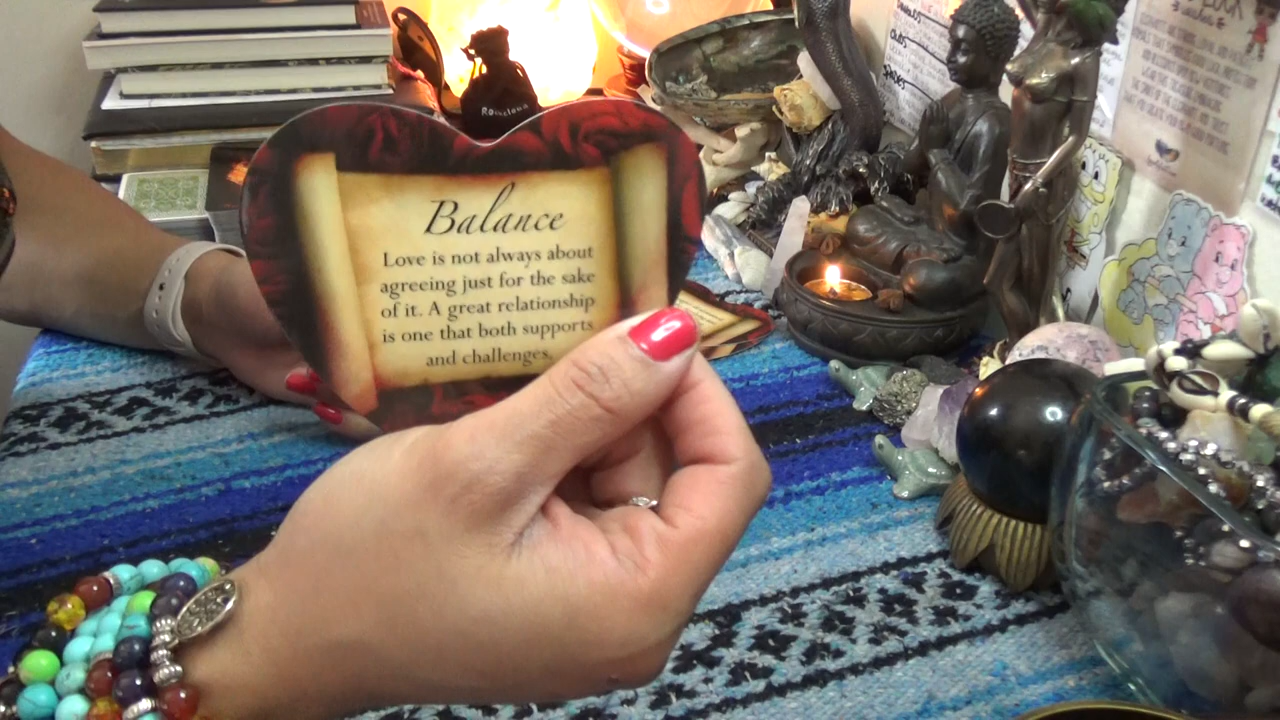 Balance
Love is not always about
agreeing just for the sake
of it. A great relationship
is one that both supports
and challenges.